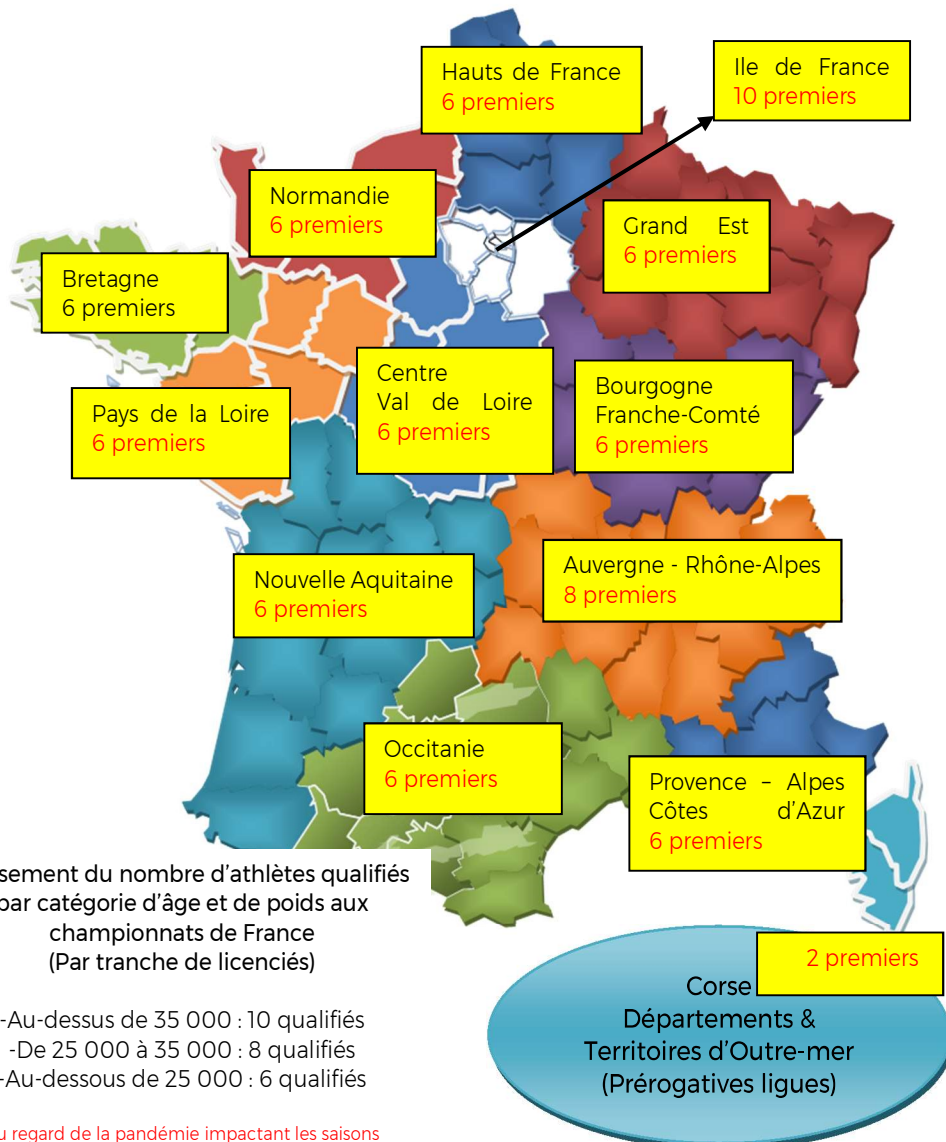 Hauts de France
6 premiers
Ile de France
10 premiers
Normandie
6 premiers
Grand Est
6 premiers
Bretagne
6 premiers
Centre
Val de Loire
6 premiers
Bourgogne
Franche-Comté
6 premiers
Pays de la Loire
6 premiers
Nouvelle Aquitaine
6 premiers
Auvergne - Rhône-Alpes
8 premiers
Occitanie
6 premiers
Provence – Alpes
Côtes d’Azur
6 premiers
du nombre d’athlètes qualifiés
par catégorie d’âge et de poids aux
championnats de France
(Par tranche de licenciés)
-Au-dessus de 35 000 : 10 qualifiés
-De 25 000 à 35 000 : 8 qualifiés
-Au-dessous de 25 000 : 6 qualifiés
regard de la pandémie impactant les saisons
2 premiers
Corse
Départements &
Territoires d’Outre-mer
(Prérogatives ligues)